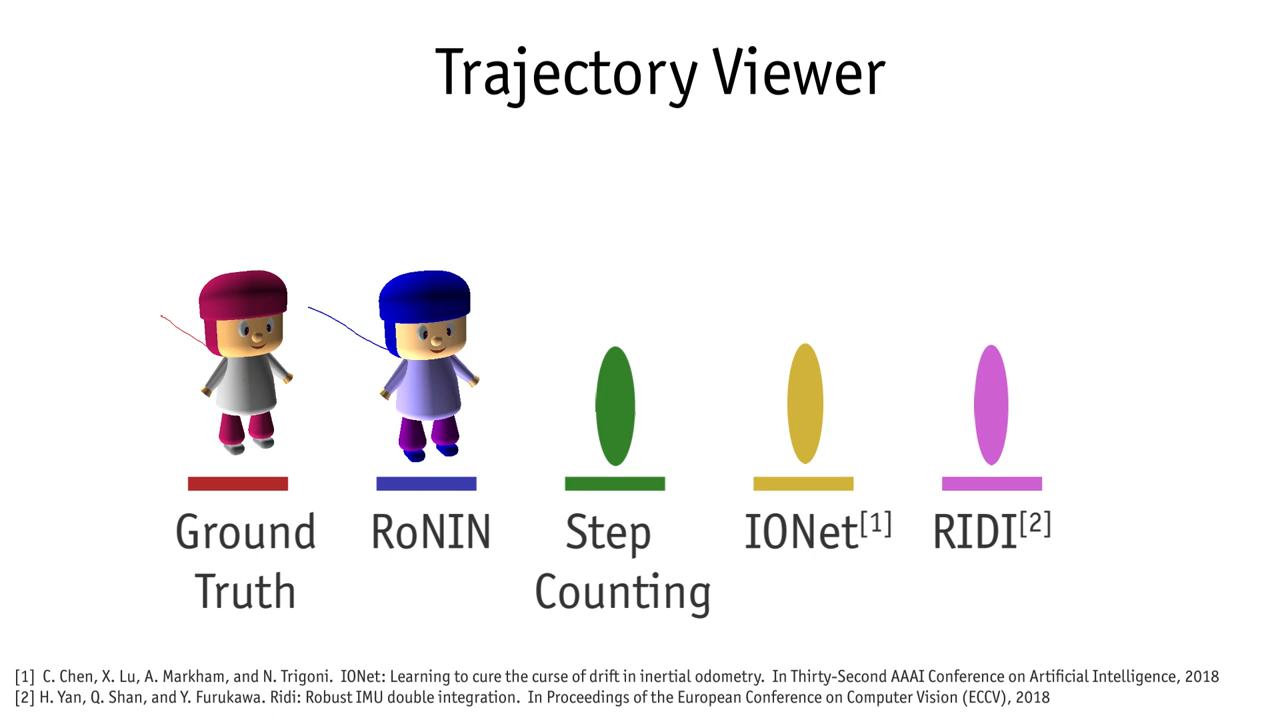 Trajectory Viewer
Ground Truth
RoNIN
Step Counting
IONet[1]
RIDI[2]
[1] C. Chen, X. Lu, A. Markham, and N. Trigoni. IONet: Learning to cure the curse of drift in inertial odometry. In Thirty-Second AAAI Conference on Artificial Intelligence, 2018
[2] H. Yan, Q. Shan, and Y. Furukawa. Ridi: Robust IMU double integration. In Proceedings of the European Conference on Computer Vision (ECCV), 2018